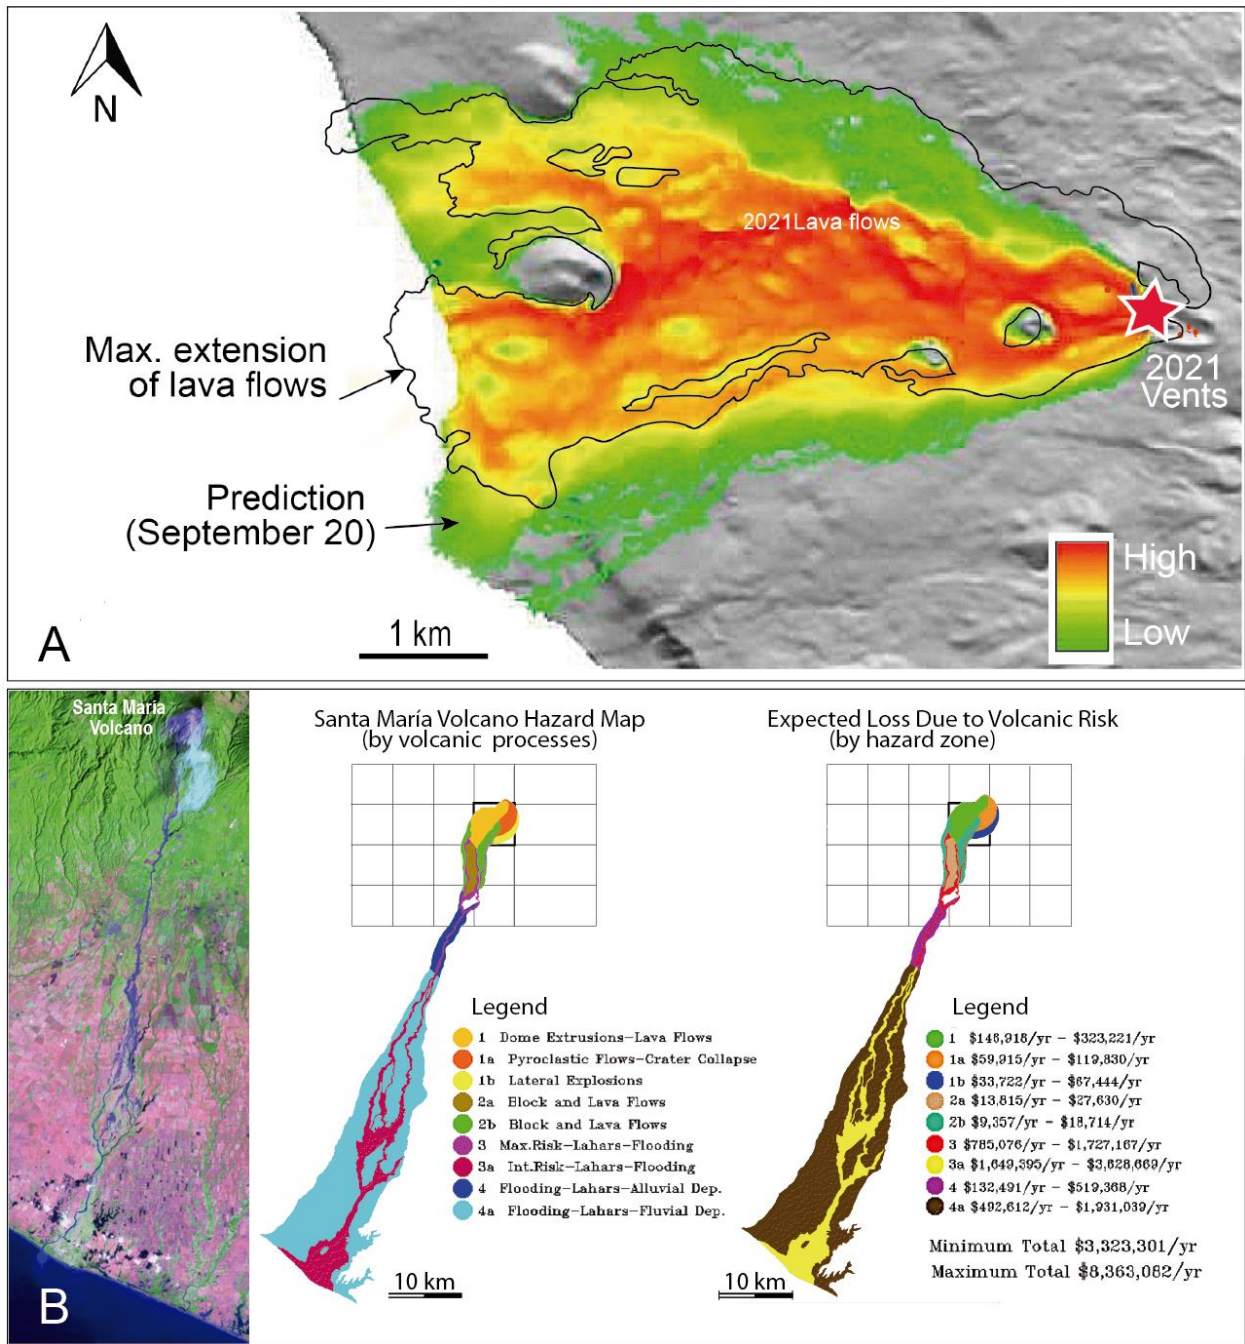 N
2021Lava flows
Max. extension
of lava flows
2021
Vents
Prediction
(September 20)
High
Low
1 km
A
Santa María
Volcano
Santa María Volcano Hazard Map
(by volcanic processes)
Expected Loss Due to Volcanic Risk
(by hazard zone)
Legend
1 Dome Extrusions–Lava Flows
1a Pyroclastic Flows–Crater Collapse
1b Lateral Explosions
2a Block and Lava Flows
2b Block and Lava Flows
3 Max.Risk–Lahars–Flooding
3a Int.Risk–Lahars–Flooding
4 Flooding–Lahars–Alluvial Dep.
4a Flooding–Lahars–Fluvial Dep.
10 km
Legend
1 $146,918/yr – $323,221/yr
1a $59,915/yr – $119,830/yr
1b $33,722/yr – $67,444/yr
2a $13,815/yr – $27,630/yr
2b $9,357/yr – $18,714/yr
3 $785,076/yr – $1,727,167/yr
3a $1,649,395/yr – $3,628,669/yr
4 $132,491/yr – $519,368/yr
4a $492,612/yr – $1,931,039/yr
Minimum Total $3,323,301/yr
Maximum Total $8,363,082/yr
10 km
B